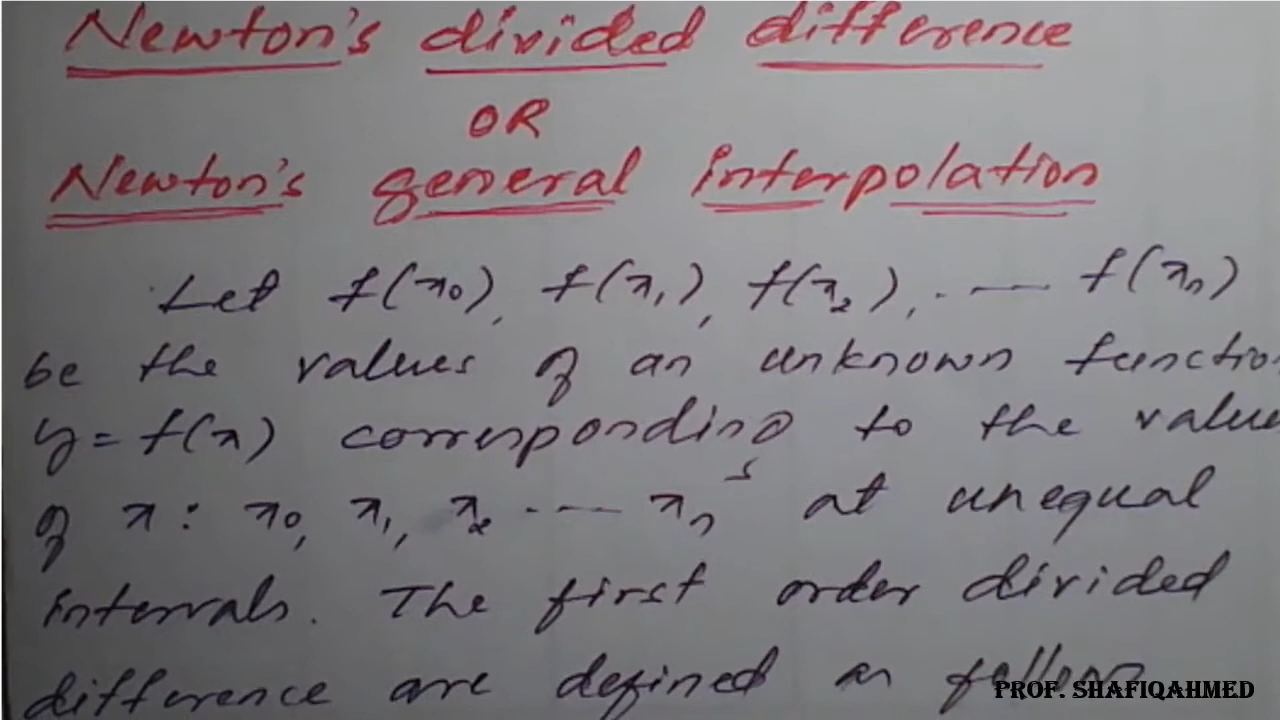 Newton's divided difference
OR
Newton's general interpolation
Let f(x₀), f(x₁), f(x₂), ---- f(xₙ)
be the values of an unknown functio
y = f(x) corresponding to the value
of x : x₀, x₁, x₂ ---- xₙ at unequal
intervals. The first order divided
difference are defined as follows
PROF. SHAFIQAHMED